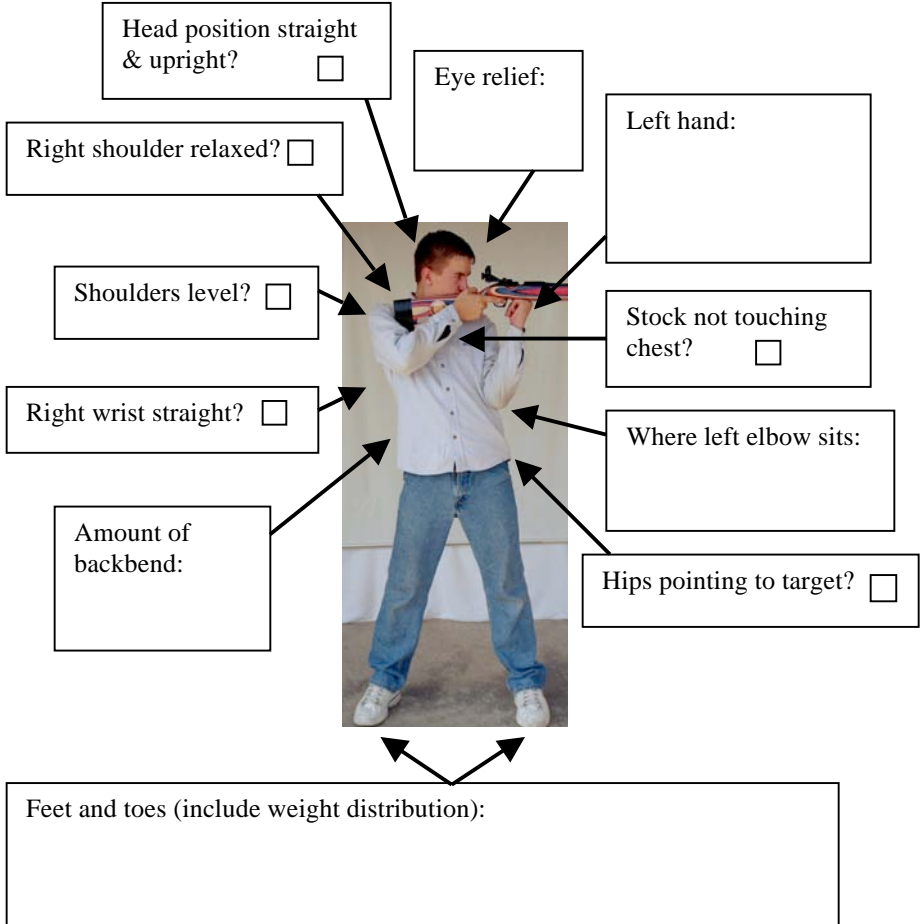 Head position straight
& upright?
Eye relief:
Left hand:
Right shoulder relaxed?
Shoulders level?
Stock not touching
chest?
Right wrist straight?
Where left elbow sits:
Amount of
backbend:
Hips pointing to target?
Feet and toes (include weight distribution):